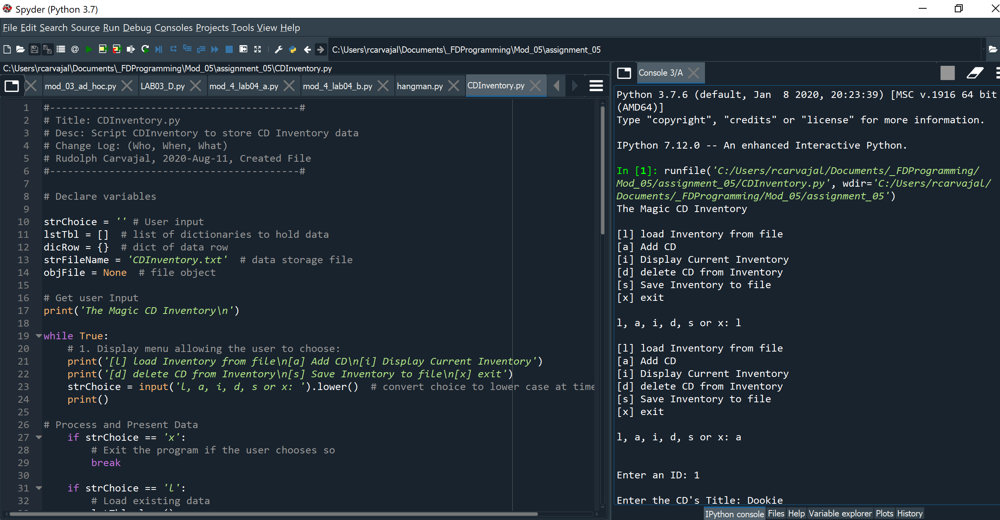 Spyder (Python 3.7)
File Edit Search Source Run Debug Consoles Projects Tools View Help
C:\Users\rcarvajal\Documents\_FDProgramming\Mod_05\assignment_05
C:\Users\rcarvajal\Documents\_FDProgramming\Mod_05\assignment_05\CDInventory.py
mod_03_ad_hoc.py LAB03_D.py mod_4_lab04_a.py mod_4_lab04_b.py hangman.py CDInventory.py
1 #------------------------------------------#
2 # Title: CDInventory.py
3 # Desc: Script CDInventory to store CD Inventory data
4 # Change Log: (Who, When, What)
5 # Rudolph Carvajal, 2020-Aug-11, Created File
6 #------------------------------------------#
7
8 # Declare variables
9
10 strChoice = '' # User input
11 lstTbl = []  # list of dictionaries to hold data
12 dicRow = {}  # dict of data row
13 strFileName = 'CDInventory.txt'  # data storage file
14 objFile = None  # file object
15
16 # Get user Input
17 print('The Magic CD Inventory\n')
18
19 while True:
20     # 1. Display menu allowing the user to choose:
21     print('[l] load Inventory from file\n[a] Add CD\n[i] Display Current Inventory')
22     print('[d] delete CD from Inventory\n[s] Save Inventory to file\n[x] exit')
23     strChoice = input('l, a, i, d, s or x: ').lower()  # convert choice to lower case at time
24     print()
25
26 # Process and Present Data
27     if strChoice == 'x':
28         # Exit the program if the user chooses so
29         break
30
31     if strChoice == 'l':
32         # Load existing data
Console 3/A
Python 3.7.6 (default, Jan  8 2020, 20:23:39) [MSC v.1916 64 bit
(AMD64)]
Type "copyright", "credits" or "license" for more information.
IPython 7.12.0 -- An enhanced Interactive Python.
In [1]: runfile('C:/Users/rcarvajal/Documents/_FDProgramming/
Mod_05/assignment_05/CDInventory.py', wdir='C:/Users/rcarvajal/
Documents/_FDProgramming/Mod_05/assignment_05')
The Magic CD Inventory
[l] load Inventory from file
[a] Add CD
[i] Display Current Inventory
[d] delete CD from Inventory
[s] Save Inventory to file
[x] exit
l, a, i, d, s or x: l
[l] load Inventory from file
[a] Add CD
[i] Display Current Inventory
[d] delete CD from Inventory
[s] Save Inventory to file
[x] exit
l, a, i, d, s or x: a
Enter an ID: 1
Enter the CD's Title: Dookie
IPython console Files Help Variable explorer Plots History